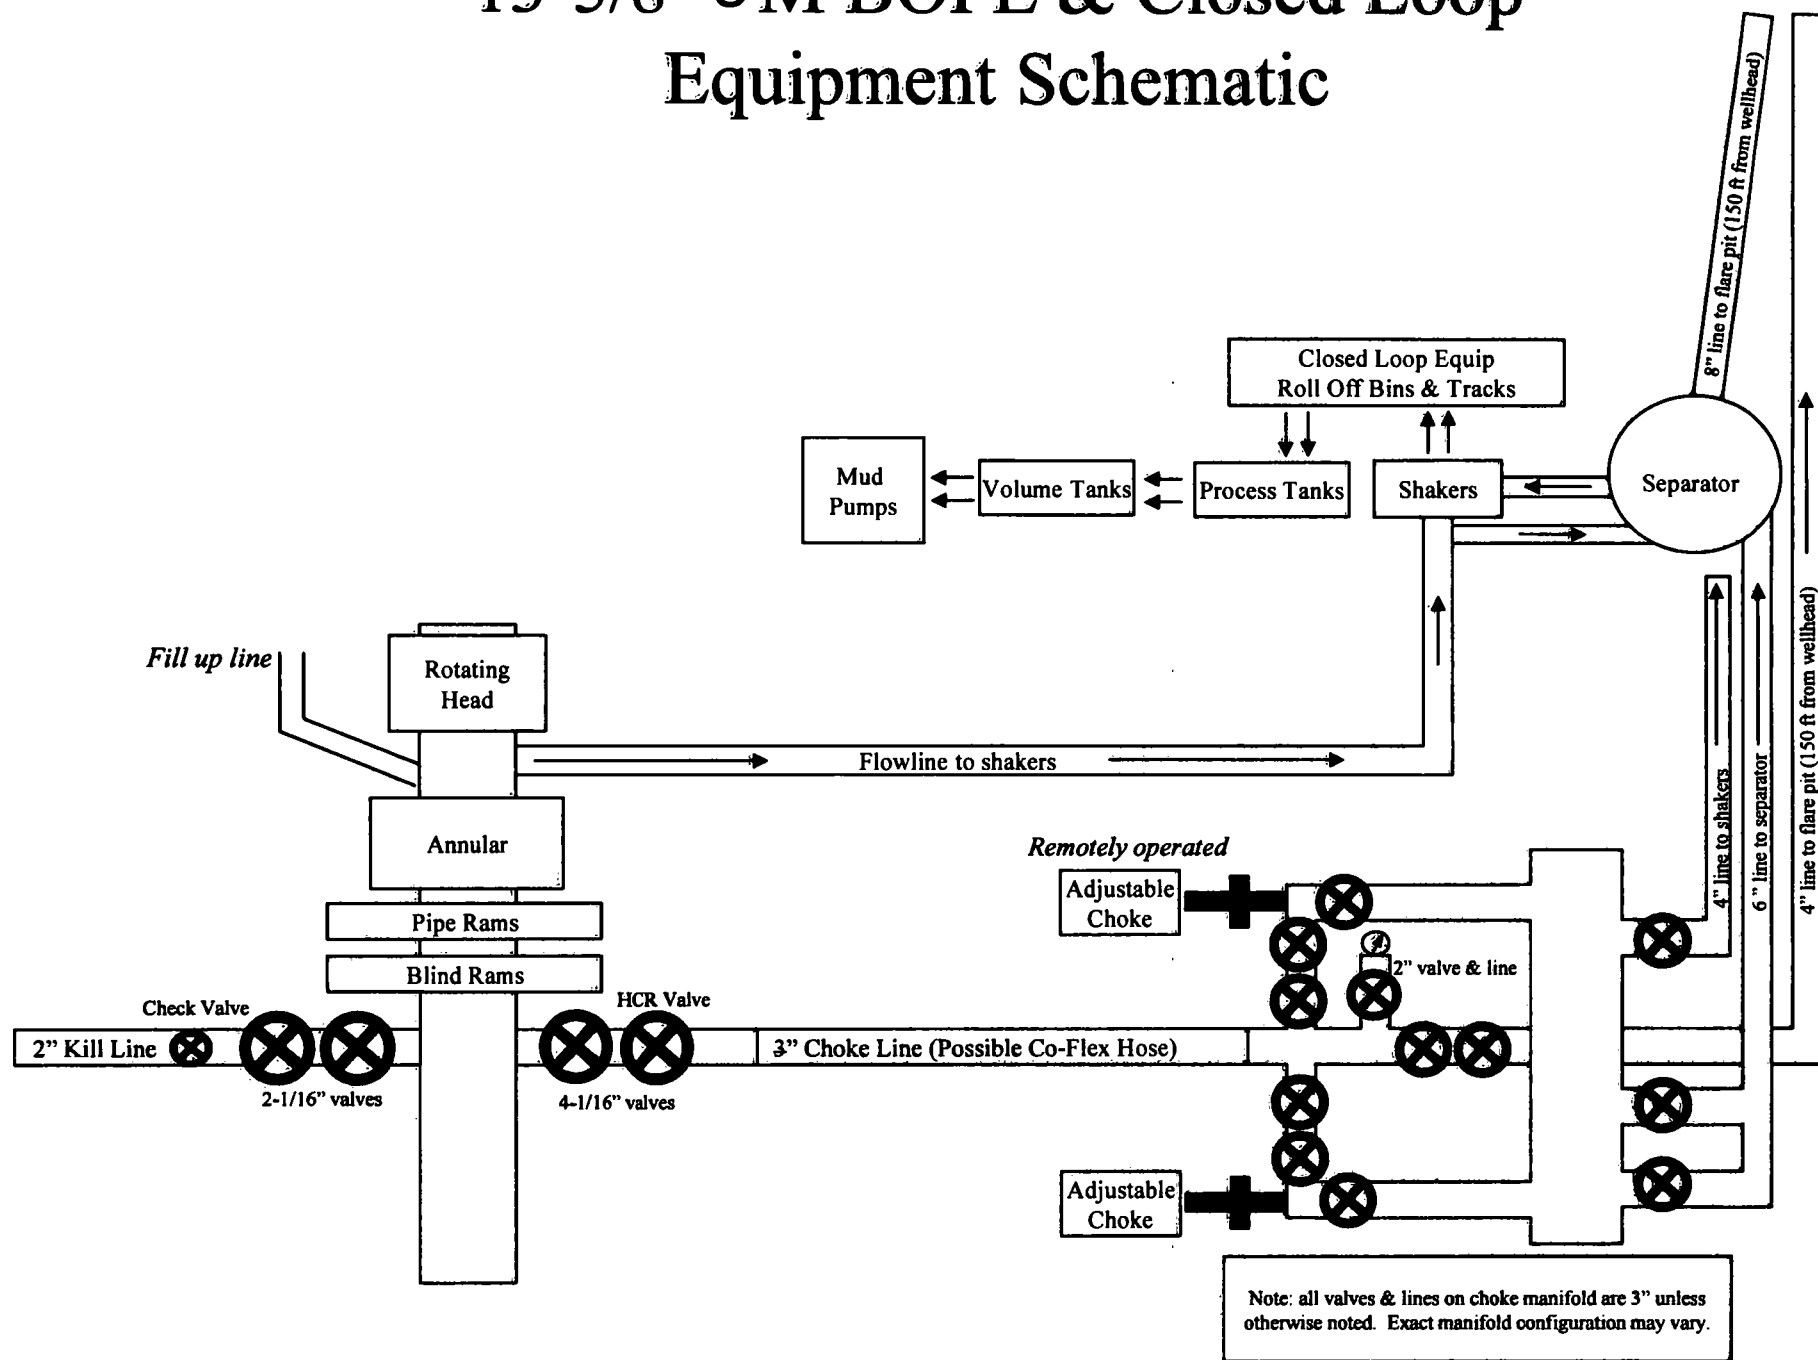 BOPE & Closed Loop
Equipment Schematic
8” line to flare pit (150 ft from wellhead)
Closed Loop Equip
Roll Off Bins & Tracks
Mud
Pumps
Volume Tanks
Process Tanks
Shakers
Separator
Fill up line
Rotating
Head
Flowline to shakers
Annular
Pipe Rams
Blind Rams
Remotely operated
Adjustable
Choke
4” line to shakers
6 ” line to separator
4” line to flare pit (150 ft from wellhead)
2” valve & line
Check Valve
HCR Valve
2” Kill Line
3” Choke Line (Possible Co-Flex Hose)
2-1/16” valves
4-1/16” valves
Adjustable
Choke
Note: all valves & lines on choke manifold are 3” unless
otherwise noted. Exact manifold configuration may vary.